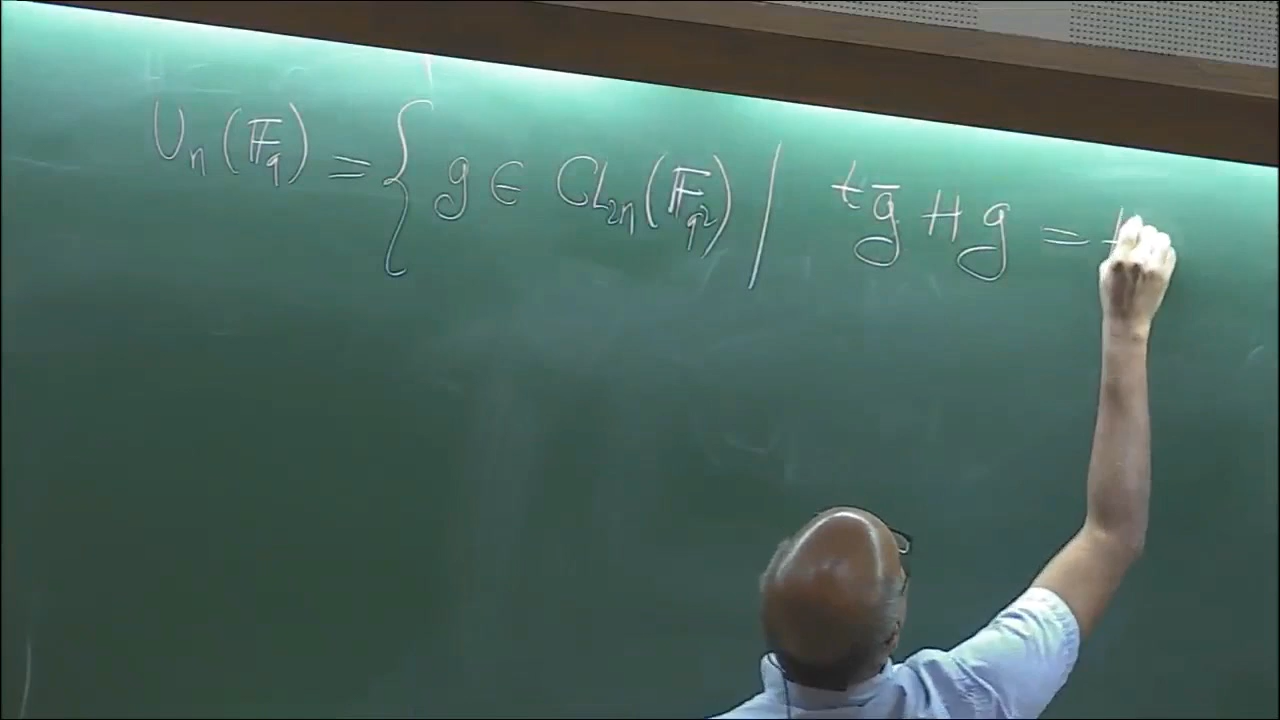 Uₙ(𝔽_q) = { g ∈ GL₂ₙ(𝔽_q²) | ᵗḡ H g =